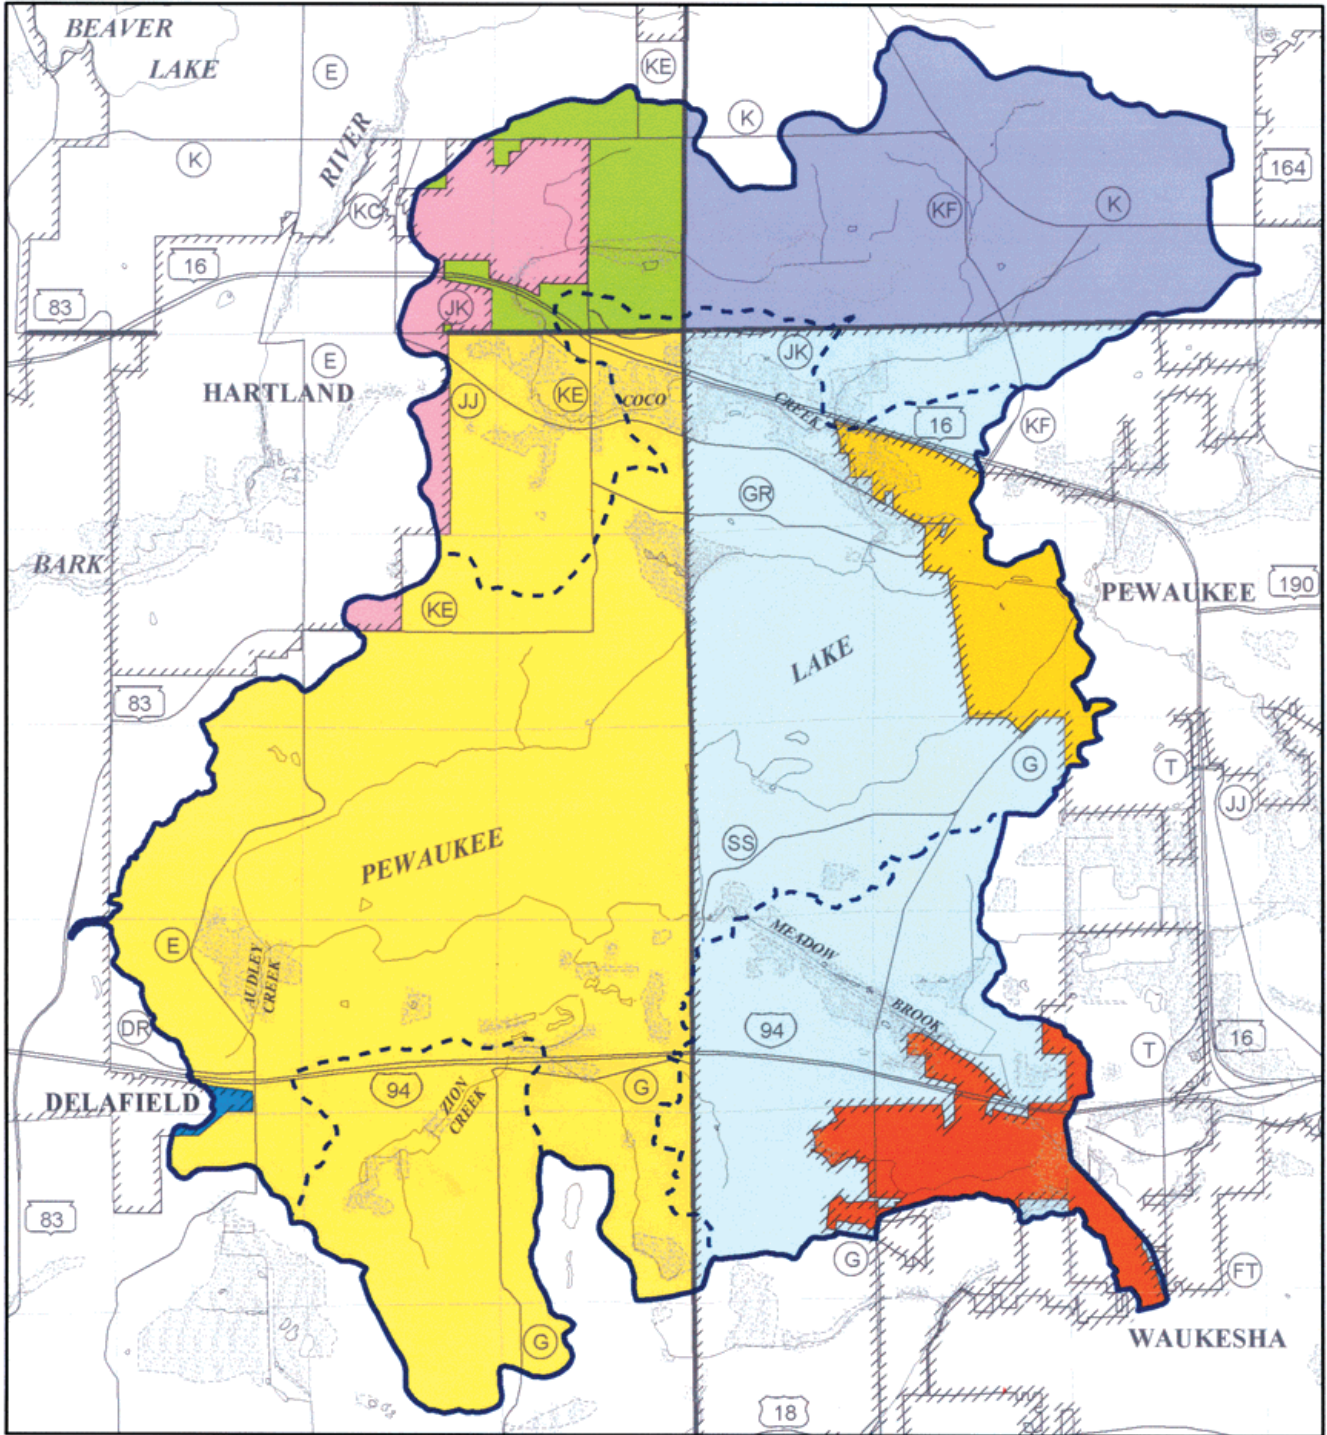 BEAVER
LAKE
E
KE
K
RIVER
K
164
KC
KF
K
16
83
JK
E
JK
HARTLAND
JJ
KE
COCO
CREEK
16
KF
GR
BARK
PEWAUKEE
190
KE
LAKE
83
G
T
JJ
SS
PEWAUKEE
E
AUDLEY
CREEK
MEADOW
BROOK
DR
94
16
T
DELAFIELD
94
ZION
CREEK
G
83
G
FT
G
WAUKESHA
18